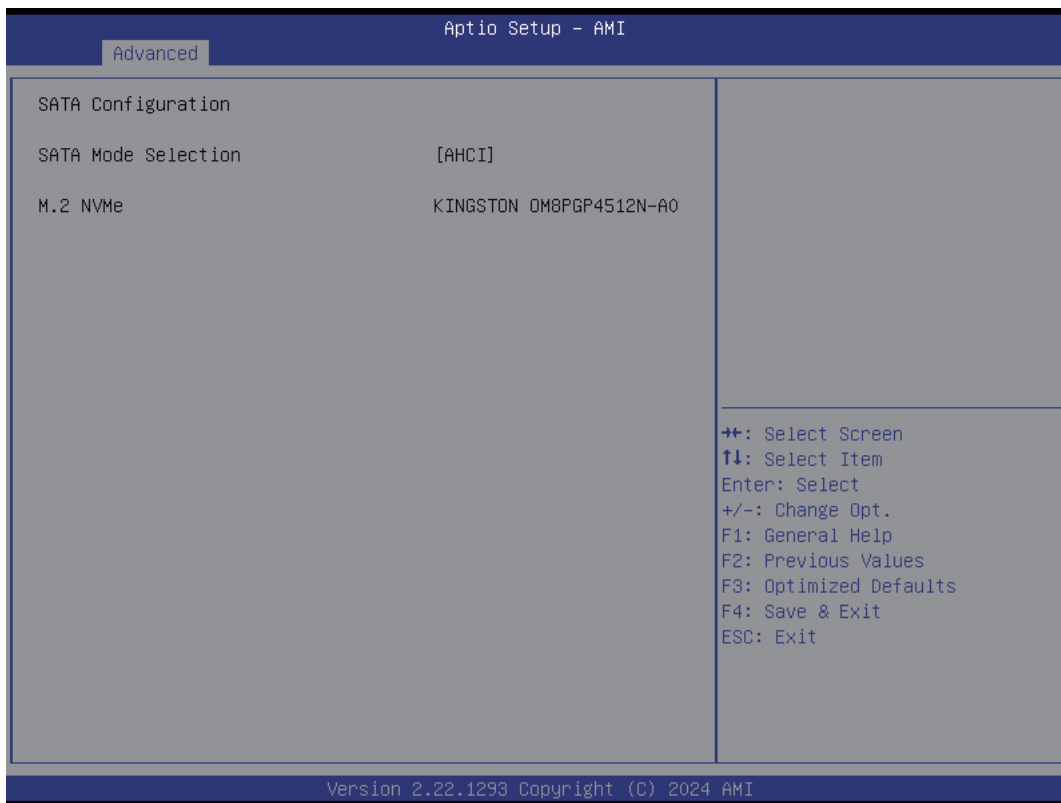 Aptio Setup – AMI
Advanced
SATA Configuration
SATA Mode Selection [AHCI]
M.2 NVMe KINGSTON OM8PGP4512N-A0
→←: Select Screen
↑↓: Select Item
Enter: Select
+/-: Change Opt.
F1: General Help
F2: Previous Values
F3: Optimized Defaults
F4: Save & Exit
ESC: Exit
Version 2.22.1293 Copyright (C) 2024 AMI